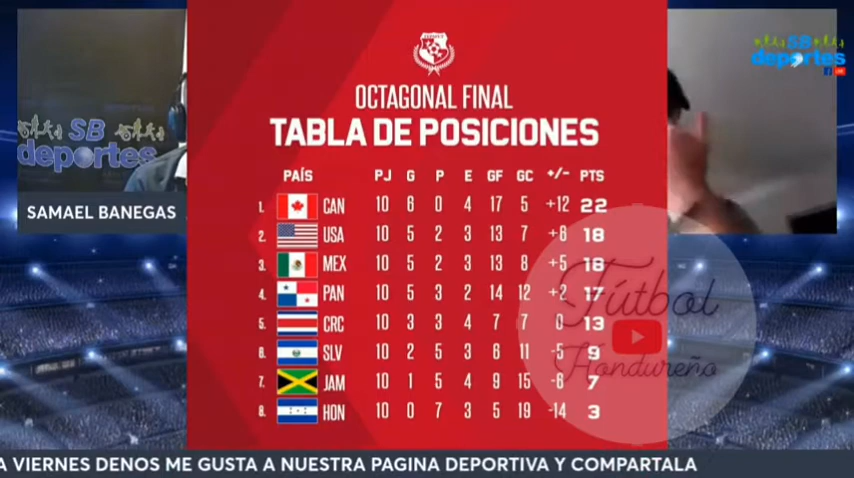 SB
deportes
SAMAEL BANEGAS
OCTAGONAL FINAL
TABLA DE POSICIONES
PAÍS PJ G P E GF GC +/- PTS
1. CAN 10 6 0 4 17 5 +12 22
2. USA 10 5 2 3 13 7 +6 18
3. MEX 10 5 2 3 13 8 +5 18
4. PAN 10 5 3 2 14 12 +2 17
5. CRC 10 3 3 4 7 7 0 13
6. SLV 10 2 5 3 6 11 -5 9
7. JAM 10 1 5 4 9 15 -6 7
8. HON 10 0 7 3 5 19 -14 3
Fútbol
Hondureño
SB
deportes
A VIERNES DENOS ME GUSTA A NUESTRA PAGINA DEPORTIVA Y COMPARTALA